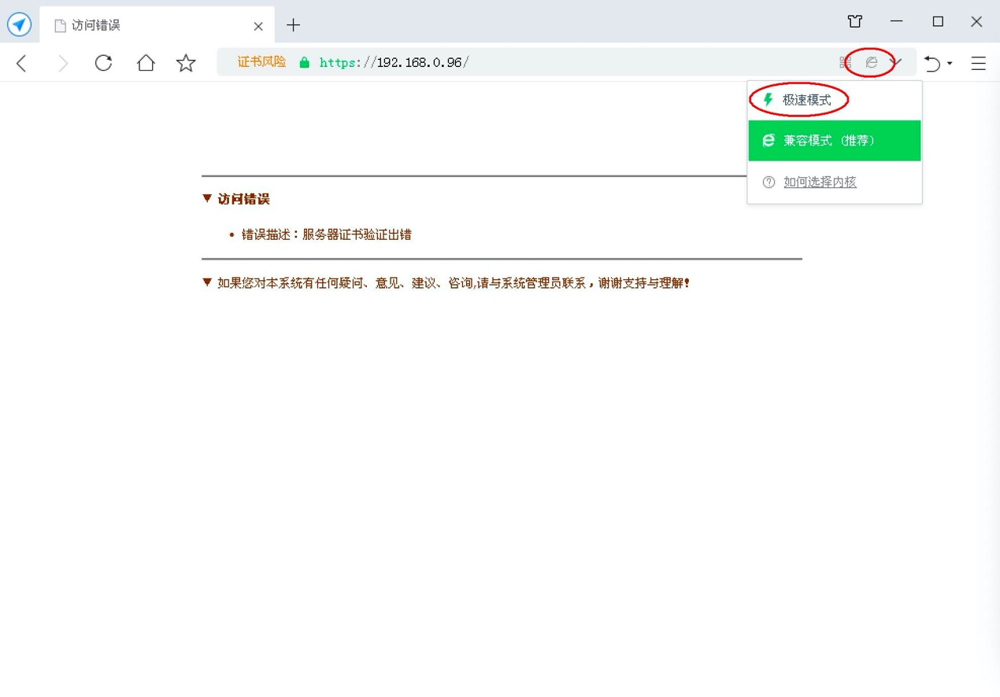 访问错误
证书风险 https://192.168.0.96/
极速模式
兼容模式（推荐）
如何选择内核
▼ 访问错误
• 错误描述：服务器证书验证出错
▼ 如果您对本系统有任何疑问、意见、建议、咨询,请与系统管理员联系，谢谢支持与理解！